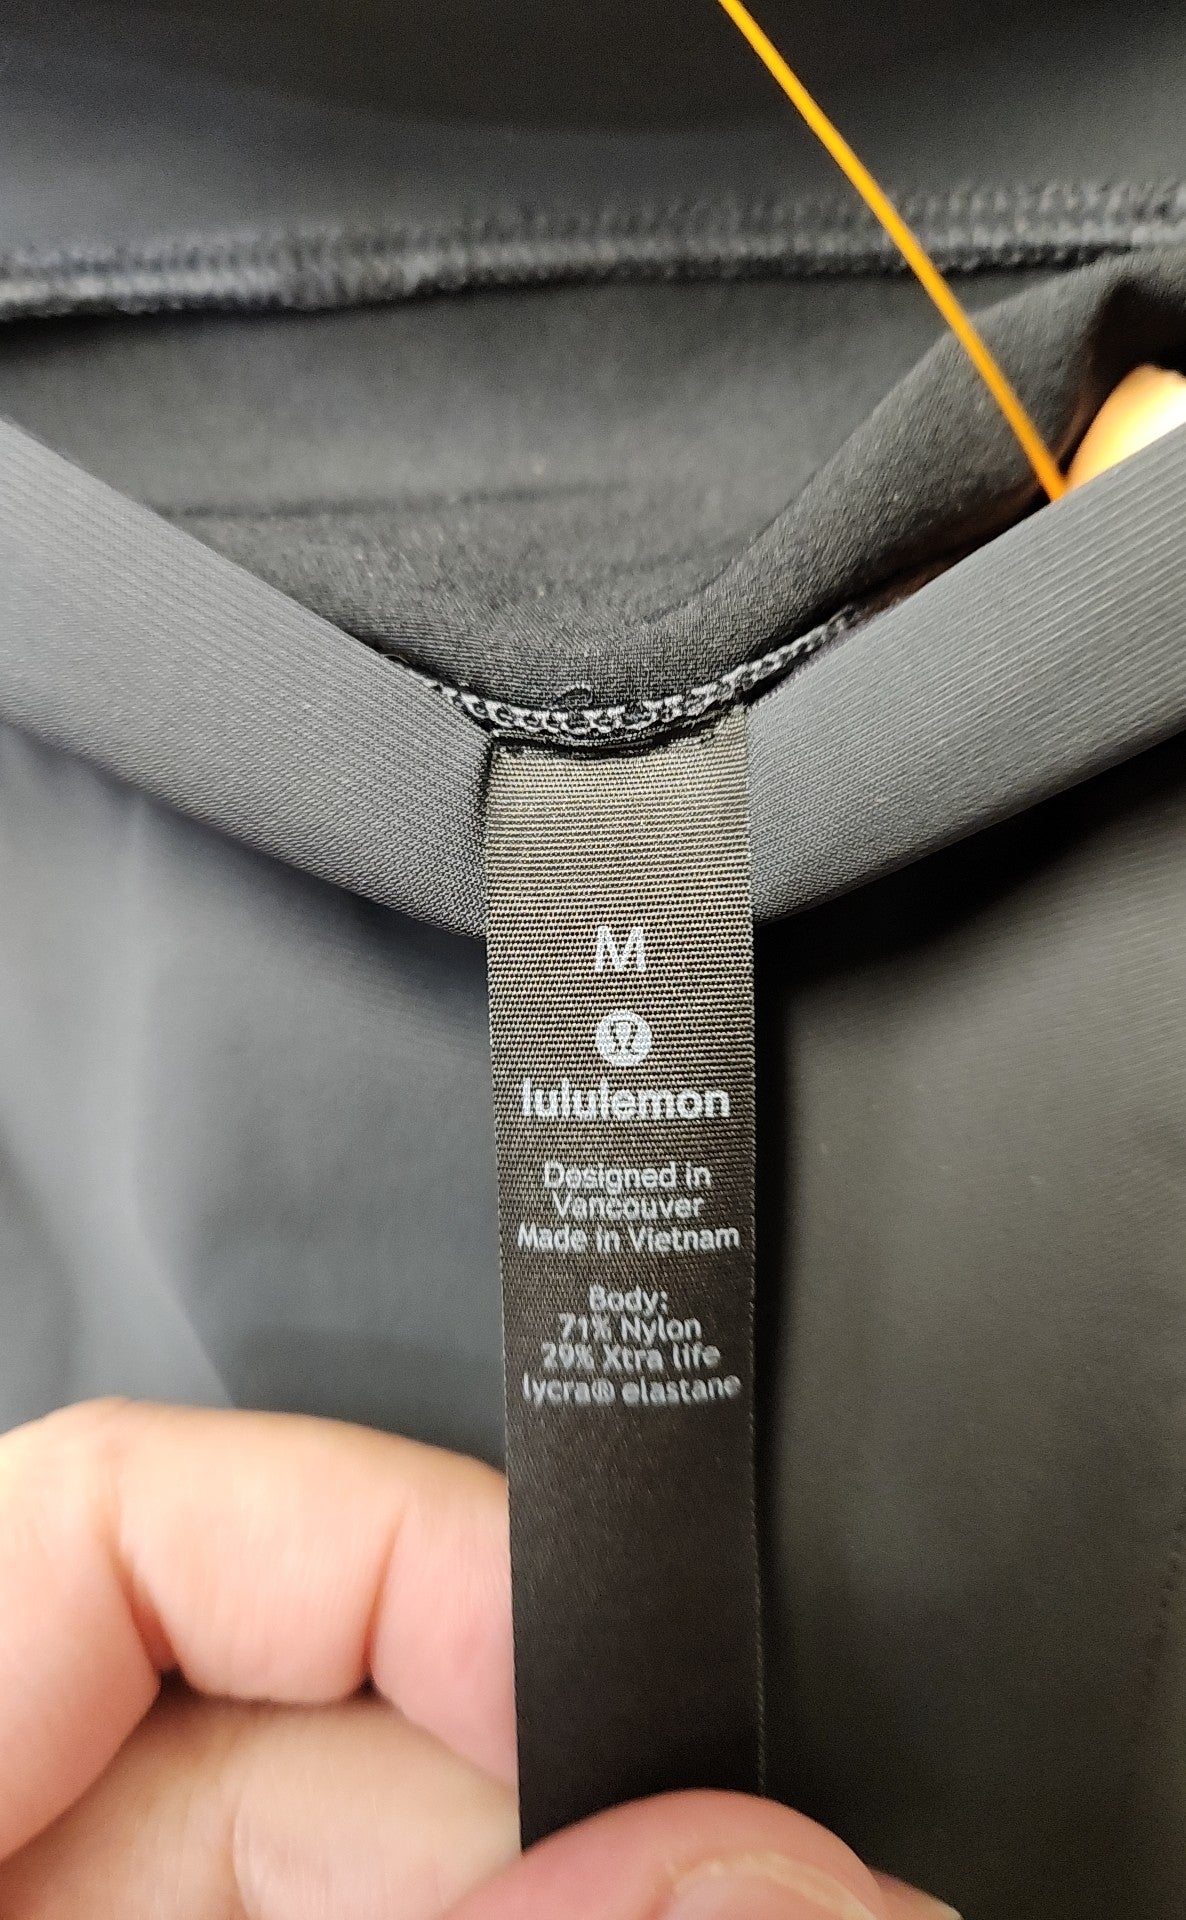 M
lululemon
Designed in
Vancouver
Made in Vietnam
Body:
71% Nylon
29% Xtra life
lycra® elastane